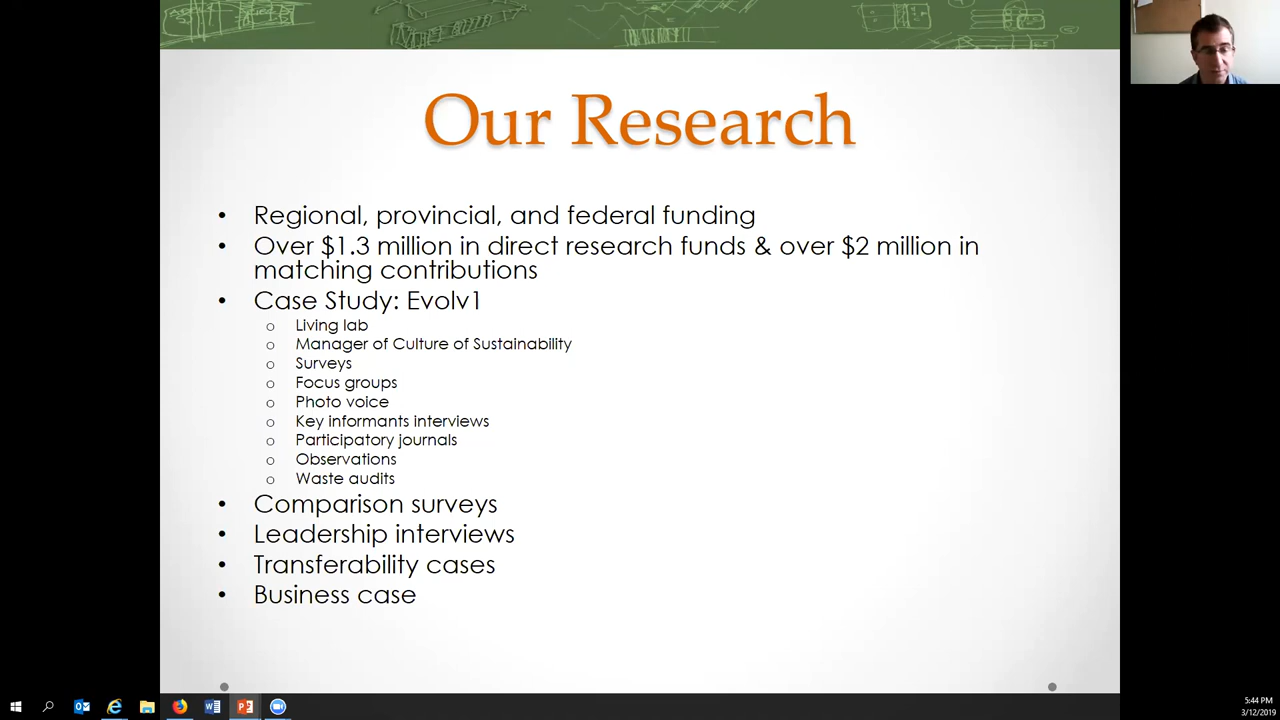 Our Research
• Regional, provincial, and federal funding
• Over $1.3 million in direct research funds & over $2 million in
matching contributions
• Case Study: Evolv1
o Living lab
o Manager of Culture of Sustainability
o Surveys
o Focus groups
o Photo voice
o Key informants interviews
o Participatory journals
o Observations
o Waste audits
• Comparison surveys
• Leadership interviews
• Transferability cases
• Business case
5:44 PM
3/12/2019